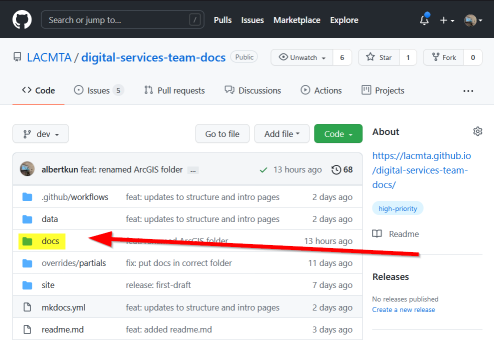 Search or jump to... /
Pulls Issues Marketplace Explore
LACMTA / digital-services-team-docs Public
Unwatch 6
Star 1
Fork 0
Code
Issues 5
Pull requests
Discussions
Actions
Projects
...
dev
Go to file
Add file
Code
albertkun feat: renamed ArcGIS folder ... 13 hours ago 68
.github/workflows feat: updates to structure and intro pages 2 days ago
data feat: updates to structure and intro pages 2 days ago
docs ArcGIS folder 13 hours ago
overrides/partials fix: put docs in correct folder 11 days ago
site release: first-draft 7 days ago
mkdocs.yml feat: updates to structure and intro pages 2 days ago
readme.md feat: added readme.md 3 days ago
About
https://lacmta.github.io
/digital-services-team-
docs/
high-priority
Readme
Releases
No releases published
Create a new release